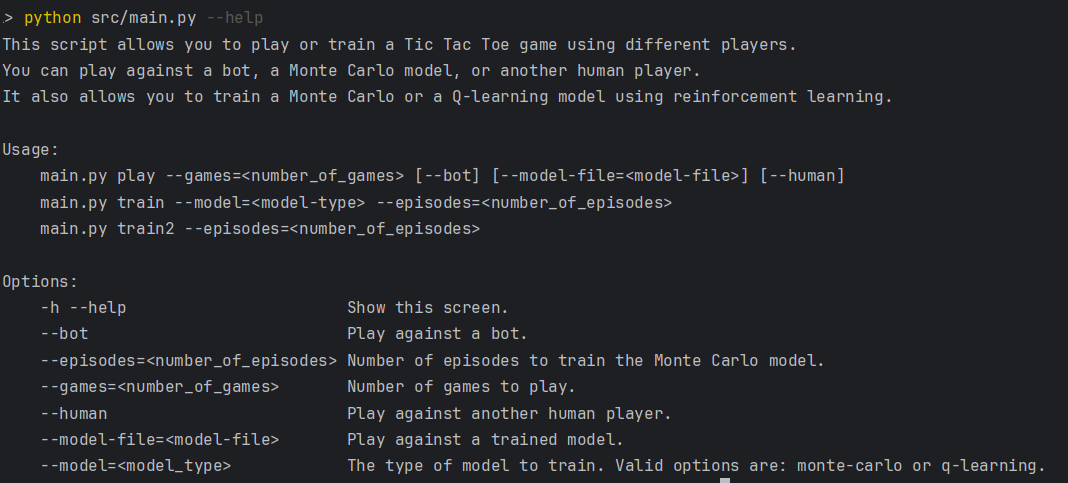 > python src/main.py --help
This script allows you to play or train a Tic Tac Toe game using different players.
You can play against a bot, a Monte Carlo model, or another human player.
It also allows you to train a Monte Carlo or a Q-learning model using reinforcement learning.

Usage:
    main.py play --games=<number_of_games> [--bot] [--model-file=<model-file>] [--human]
    main.py train --model=<model-type> --episodes=<number_of_episodes>
    main.py train2 --episodes=<number_of_episodes>

Options:
    -h --help                       Show this screen.
    --bot                           Play against a bot.
    --episodes=<number_of_episodes> Number of episodes to train the Monte Carlo model.
    --games=<number_of_games>       Number of games to play.
    --human                         Play against another human player.
    --model-file=<model-file>       Play against a trained model.
    --model=<model_type>            The type of model to train. Valid options are: monte-carlo or q-learning.